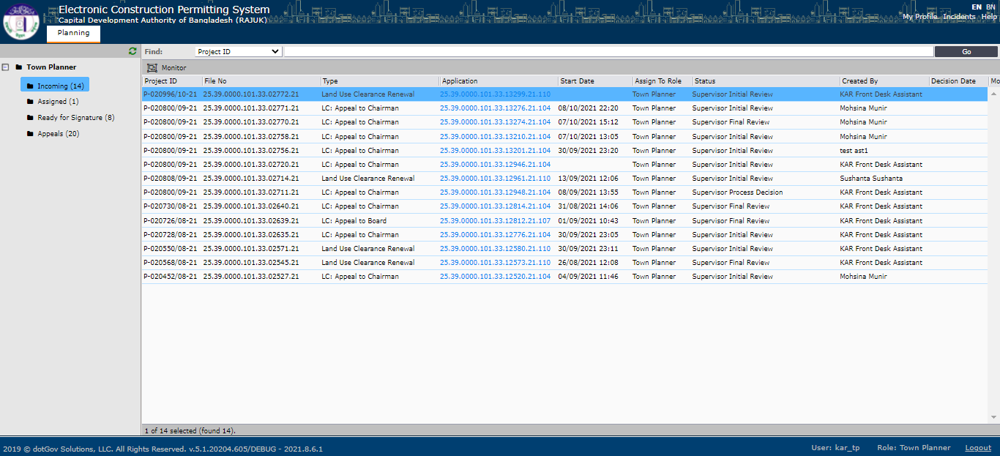 Electronic Construction Permitting System
Capital Development Authority of Bangladesh (RAJUK)
EN BN
My Profile Incidents Help
Planning
Find: Project ID Go
Town Planner
Incoming (14)
Assigned (1)
Ready for Signature (8)
Appeals (20)
Monitor
Project ID File No Type Application Start Date Assign To Role Status Created By Decision Date Mo
P-020996/10-21 25.39.0000.101.33.02772.21 Land Use Clearance Renewal 25.39.0000.101.33.13299.21.110 Town Planner Supervisor Initial Review KAR Front Desk Assistant
P-020800/09-21 25.39.0000.101.33.02771.21 LC: Appeal to Chairman 25.39.0000.101.33.13276.21.104 08/10/2021 22:20 Town Planner Supervisor Initial Review Mohsina Munir
P-020800/09-21 25.39.0000.101.33.02770.21 LC: Appeal to Chairman 25.39.0000.101.33.13274.21.104 07/10/2021 15:12 Town Planner Supervisor Final Review Mohsina Munir
P-020800/09-21 25.39.0000.101.33.02758.21 LC: Appeal to Chairman 25.39.0000.101.33.13210.21.104 07/10/2021 13:05 Town Planner Supervisor Initial Review Mohsina Munir
P-020800/09-21 25.39.0000.101.33.02756.21 LC: Appeal to Chairman 25.39.0000.101.33.13201.21.104 30/09/2021 23:20 Town Planner Supervisor Initial Review test ast1
P-020800/09-21 25.39.0000.101.33.02720.21 LC: Appeal to Chairman 25.39.0000.101.33.12946.21.104 Town Planner Supervisor Initial Review KAR Front Desk Assistant
P-020808/09-21 25.39.0000.101.33.02714.21 Land Use Clearance Renewal 25.39.0000.101.33.12961.21.110 13/09/2021 12:06 Town Planner Supervisor Initial Review Sushanta Sushanta
P-020800/09-21 25.39.0000.101.33.02711.21 LC: Appeal to Chairman 25.39.0000.101.33.12948.21.104 08/09/2021 13:55 Town Planner Supervisor Process Decision KAR Front Desk Assistant
P-020730/08-21 25.39.0000.101.33.02640.21 LC: Appeal to Chairman 25.39.0000.101.33.12814.21.104 31/08/2021 14:06 Town Planner Supervisor Final Review KAR Front Desk Assistant
P-020726/08-21 25.39.0000.101.33.02639.21 LC: Appeal to Board 25.39.0000.101.33.12812.21.107 01/09/2021 10:43 Town Planner Supervisor Final Review KAR Front Desk Assistant
P-020728/08-21 25.39.0000.101.33.02635.21 LC: Appeal to Chairman 25.39.0000.101.33.12776.21.104 30/09/2021 23:05 Town Planner Supervisor Initial Review KAR Front Desk Assistant
P-020550/08-21 25.39.0000.101.33.02571.21 Land Use Clearance Renewal 25.39.0000.101.33.12580.21.110 30/09/2021 23:11 Town Planner Supervisor Initial Review KAR Front Desk Assistant
P-020568/08-21 25.39.0000.101.33.02545.21 Land Use Clearance Renewal 25.39.0000.101.33.12573.21.110 26/08/2021 12:08 Town Planner Supervisor Final Review KAR Front Desk Assistant
P-020452/08-21 25.39.0000.101.33.02527.21 LC: Appeal to Chairman 25.39.0000.101.33.12520.21.104 04/09/2021 11:46 Town Planner Supervisor Initial Review Mohsina Munir
1 of 14 selected (found 14).
2019 © dotGov Solutions, LLC. All Rights Reserved. v.5.1.20204.605/DEBUG - 2021.8.6.1
User: kar_tp Role: Town Planner Logout